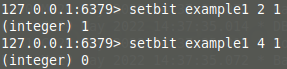 127.0.0.1:6379> setbit example1 2 1
(integer) 1
127.0.0.1:6379> setbit example1 4 1
(integer) 0